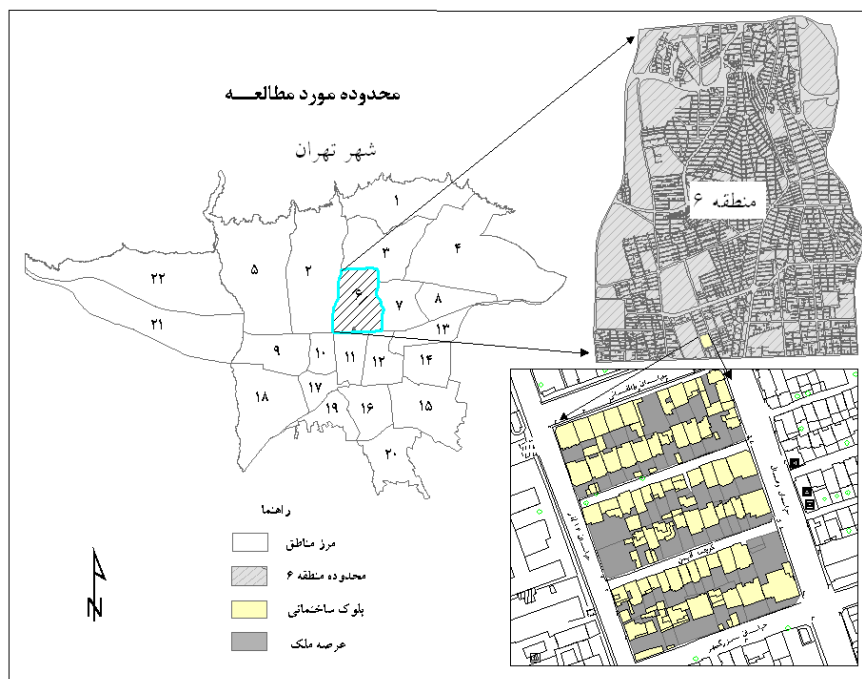 محدوده مورد مطالعـــه
شهر تهران
۱
۳
۴
۵
۲
۲۲
۶
۷
۸
۲۱
۱۳
۹
۱۰
۱۱
۱۲
۱۴
۱۸
۱۷
۱۹
۱۶
۱۵
۲۰
منطقه ۶
راهنما
مرز مناطق
محدوده منطقه ۶
بلوک ساختمانی
عرصه ملک
N